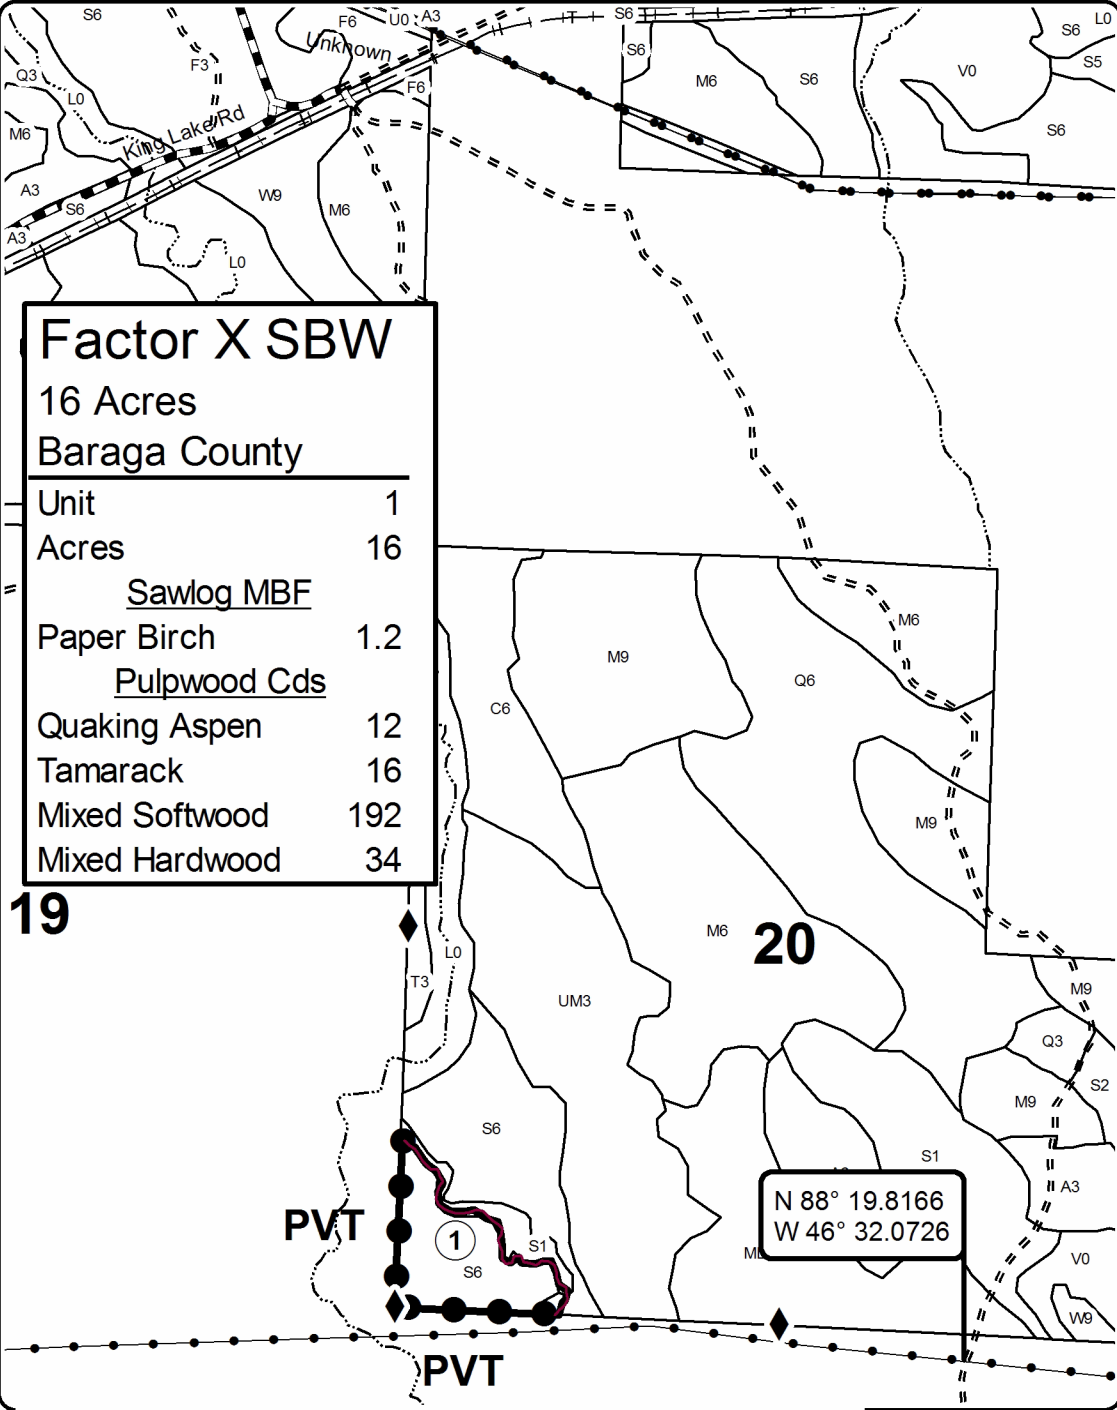 S6
F6
U0
A3
S6
L0
Unknown
S6
S6
F3
S5
Q3
M6
S6
V0
L0
F6
King Lake Rd
M6
S6
A3
W9
M6
S6
A3
L0
Factor X SBW
16 Acres
Baraga County
Unit 1
Acres 16
Sawlog MBF
Paper Birch 1.2
Pulpwood Cds
Quaking Aspen 12
Tamarack 16
Mixed Softwood 192
Mixed Hardwood 34
M6
M9
Q6
C6
M9
19
M6
20
L0
T3
M9
UM3
Q3
S2
M9
S6
S1
A3
N 88° 19.8166
W 46° 32.0726
PVT
1
S1
S6
V0
W9
PVT